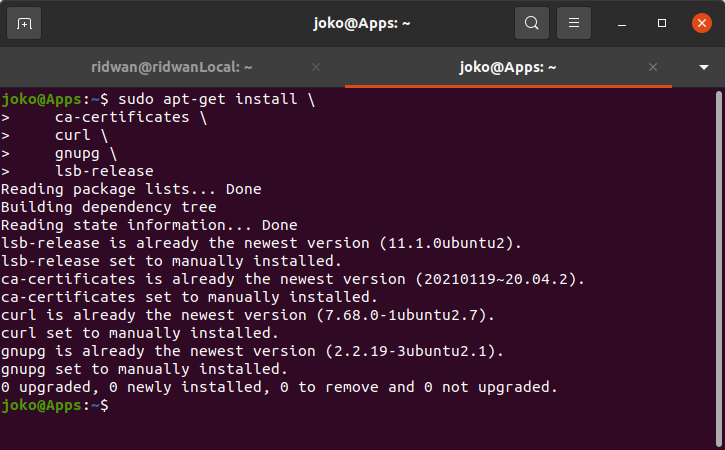 joko@Apps: ~
ridwan@ridwanLocal: ~
joko@Apps: ~
joko@Apps:~$ sudo apt-get install \
>     ca-certificates \
>     curl \
>     gnupg \
>     lsb-release
Reading package lists... Done
Building dependency tree
Reading state information... Done
lsb-release is already the newest version (11.1.0ubuntu2).
lsb-release set to manually installed.
ca-certificates is already the newest version (20210119~20.04.2).
ca-certificates set to manually installed.
curl is already the newest version (7.68.0-1ubuntu2.7).
curl set to manually installed.
gnupg is already the newest version (2.2.19-3ubuntu2.1).
gnupg set to manually installed.
0 upgraded, 0 newly installed, 0 to remove and 0 not upgraded.
joko@Apps:~$